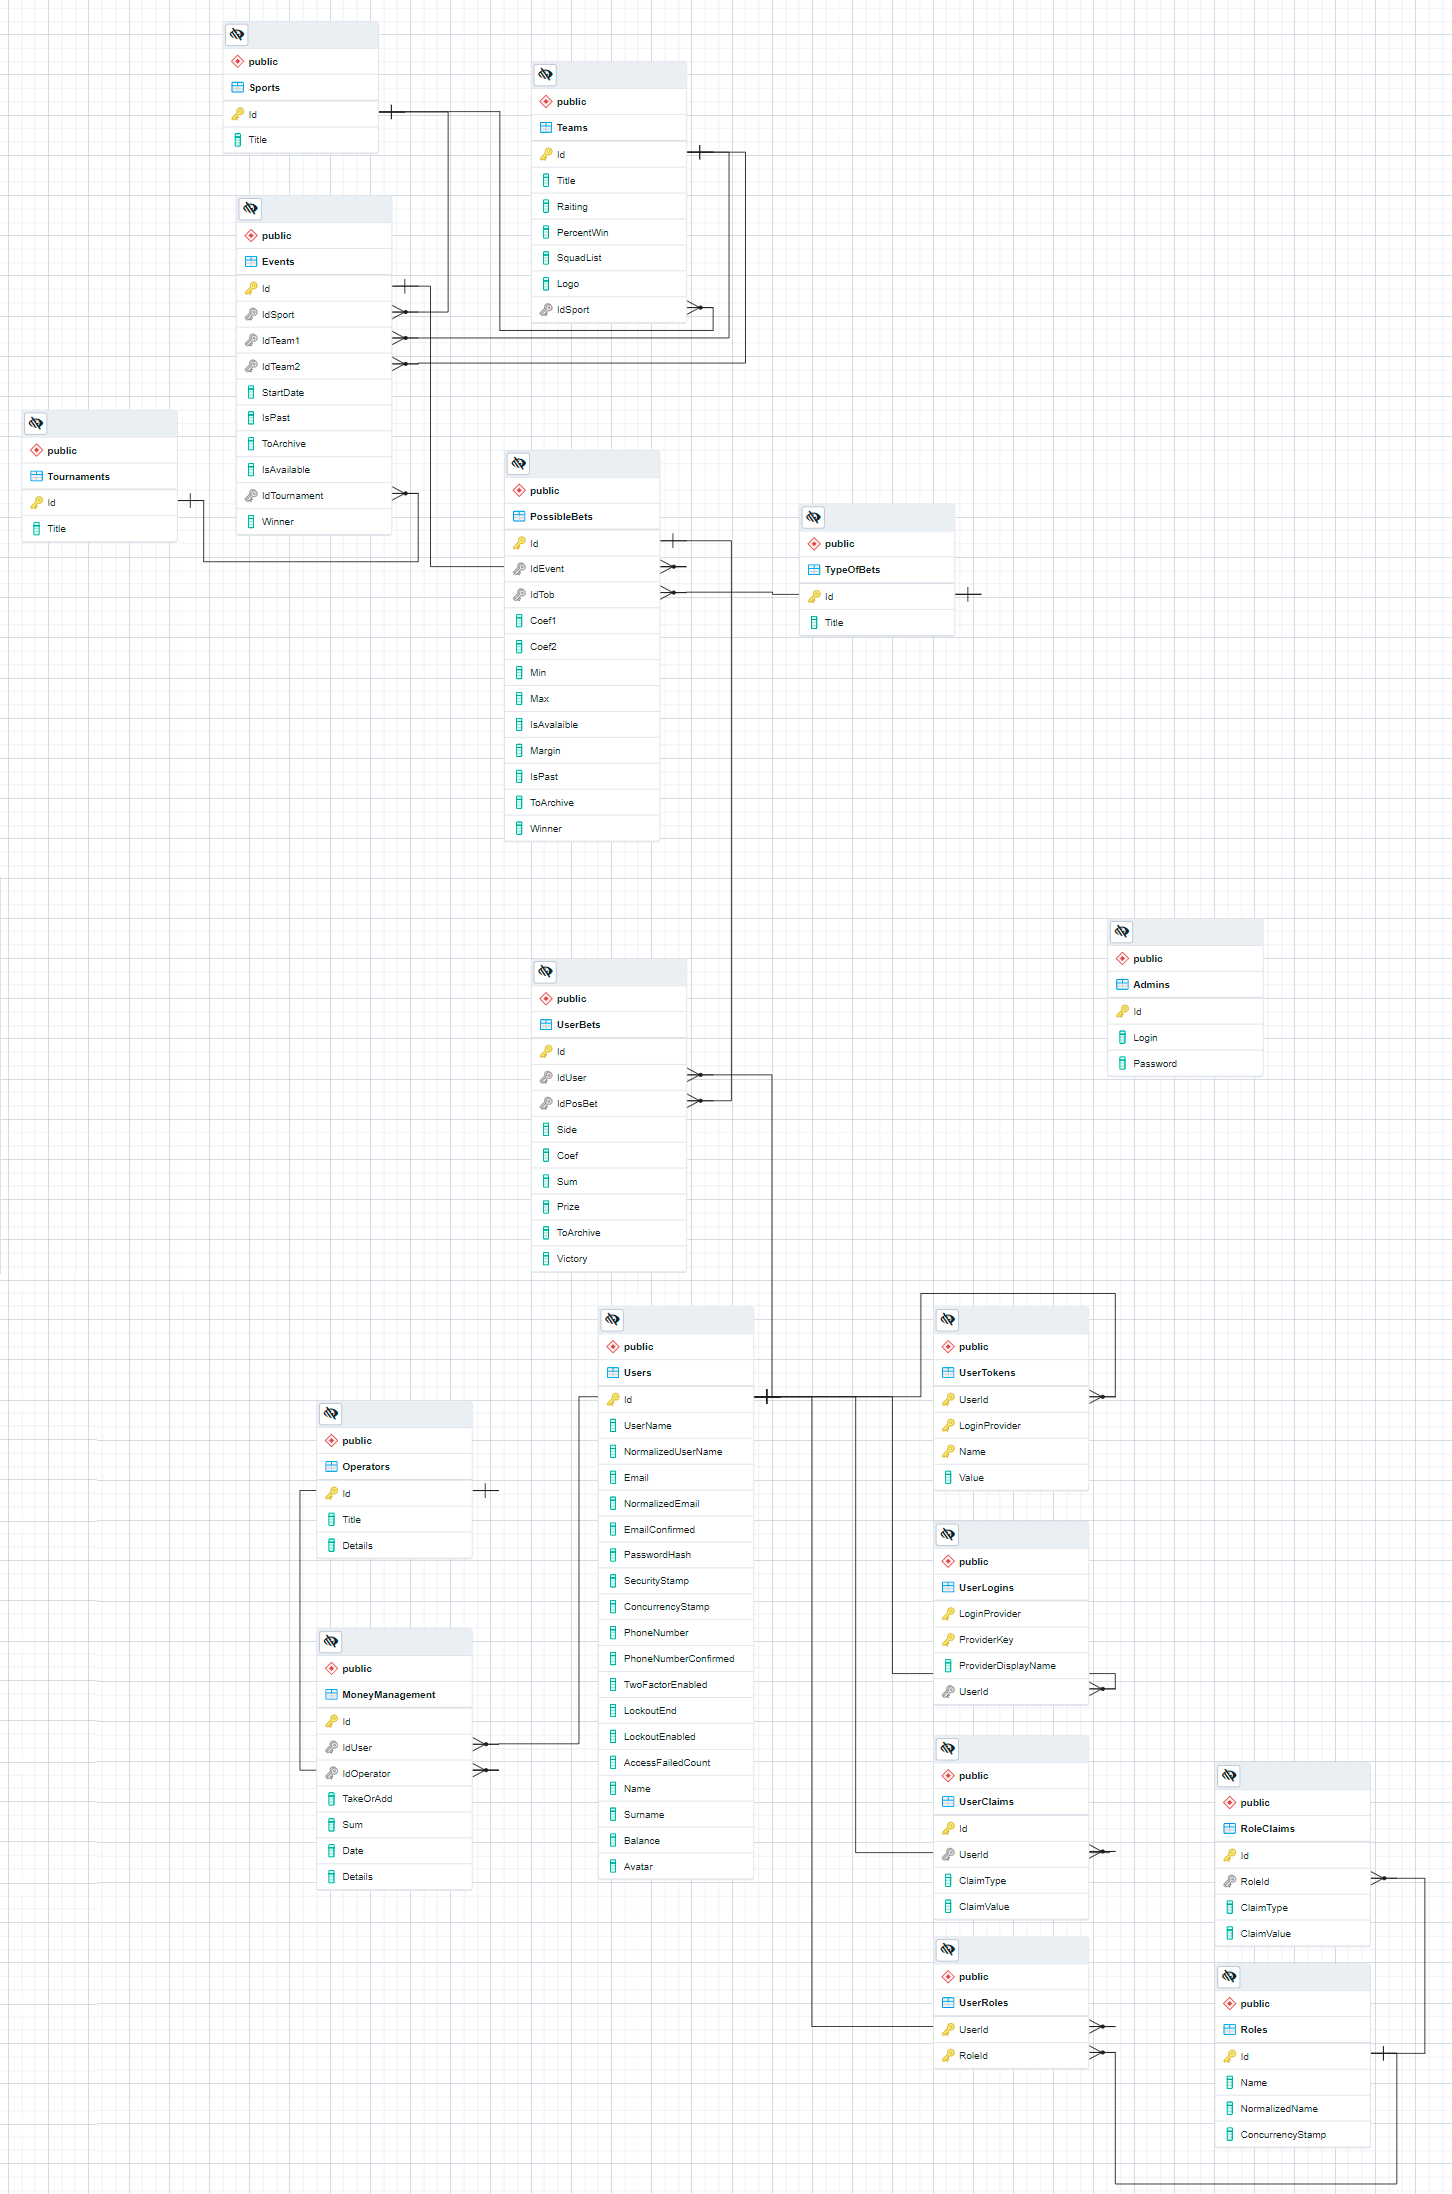 public
Sports
Id
Title
public
Teams
Id
Title
Raiting
PercentWin
SquadList
Logo
IdSport
public
Events
Id
IdSport
IdTeam1
IdTeam2
StartDate
IsPast
ToArchive
IsAvailable
IdTournament
Winner
public
Tournaments
Id
Title
public
PossibleBets
Id
IdEvent
IdTob
Coef1
Coef2
Min
Max
IsAvalaible
Margin
IsPast
ToArchive
Winner
public
TypeOfBets
Id
Title
public
Admins
Id
Login
Password
public
UserBets
Id
IdUser
IdPosBet
Side
Coef
Sum
Prize
ToArchive
Victory
public
Users
Id
UserName
NormalizedUserName
Email
NormalizedEmail
EmailConfirmed
PasswordHash
SecurityStamp
ConcurrencyStamp
PhoneNumber
PhoneNumberConfirmed
TwoFactorEnabled
LockoutEnd
LockoutEnabled
AccessFailedCount
Name
Surname
Balance
Avatar
public
UserTokens
UserId
LoginProvider
Name
Value
public
Operators
Id
Title
Details
public
UserLogins
LoginProvider
ProviderKey
ProviderDisplayName
UserId
public
MoneyManagement
Id
IdUser
IdOperator
TakeOrAdd
Sum
Date
Details
public
UserClaims
Id
UserId
ClaimType
ClaimValue
public
RoleClaims
Id
RoleId
ClaimType
ClaimValue
public
UserRoles
UserId
RoleId
public
Roles
Id
Name
NormalizedName
ConcurrencyStamp